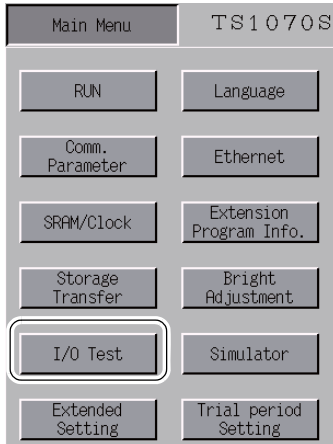 Main Menu
TS1070S
RUN
Language
Comm.
Parameter
Ethernet
SRAM/Clock
Extension
Program Info.
Storage
Transfer
Bright
Adjustment
I/O Test
Simulator
Extended
Setting
Trial period
Setting